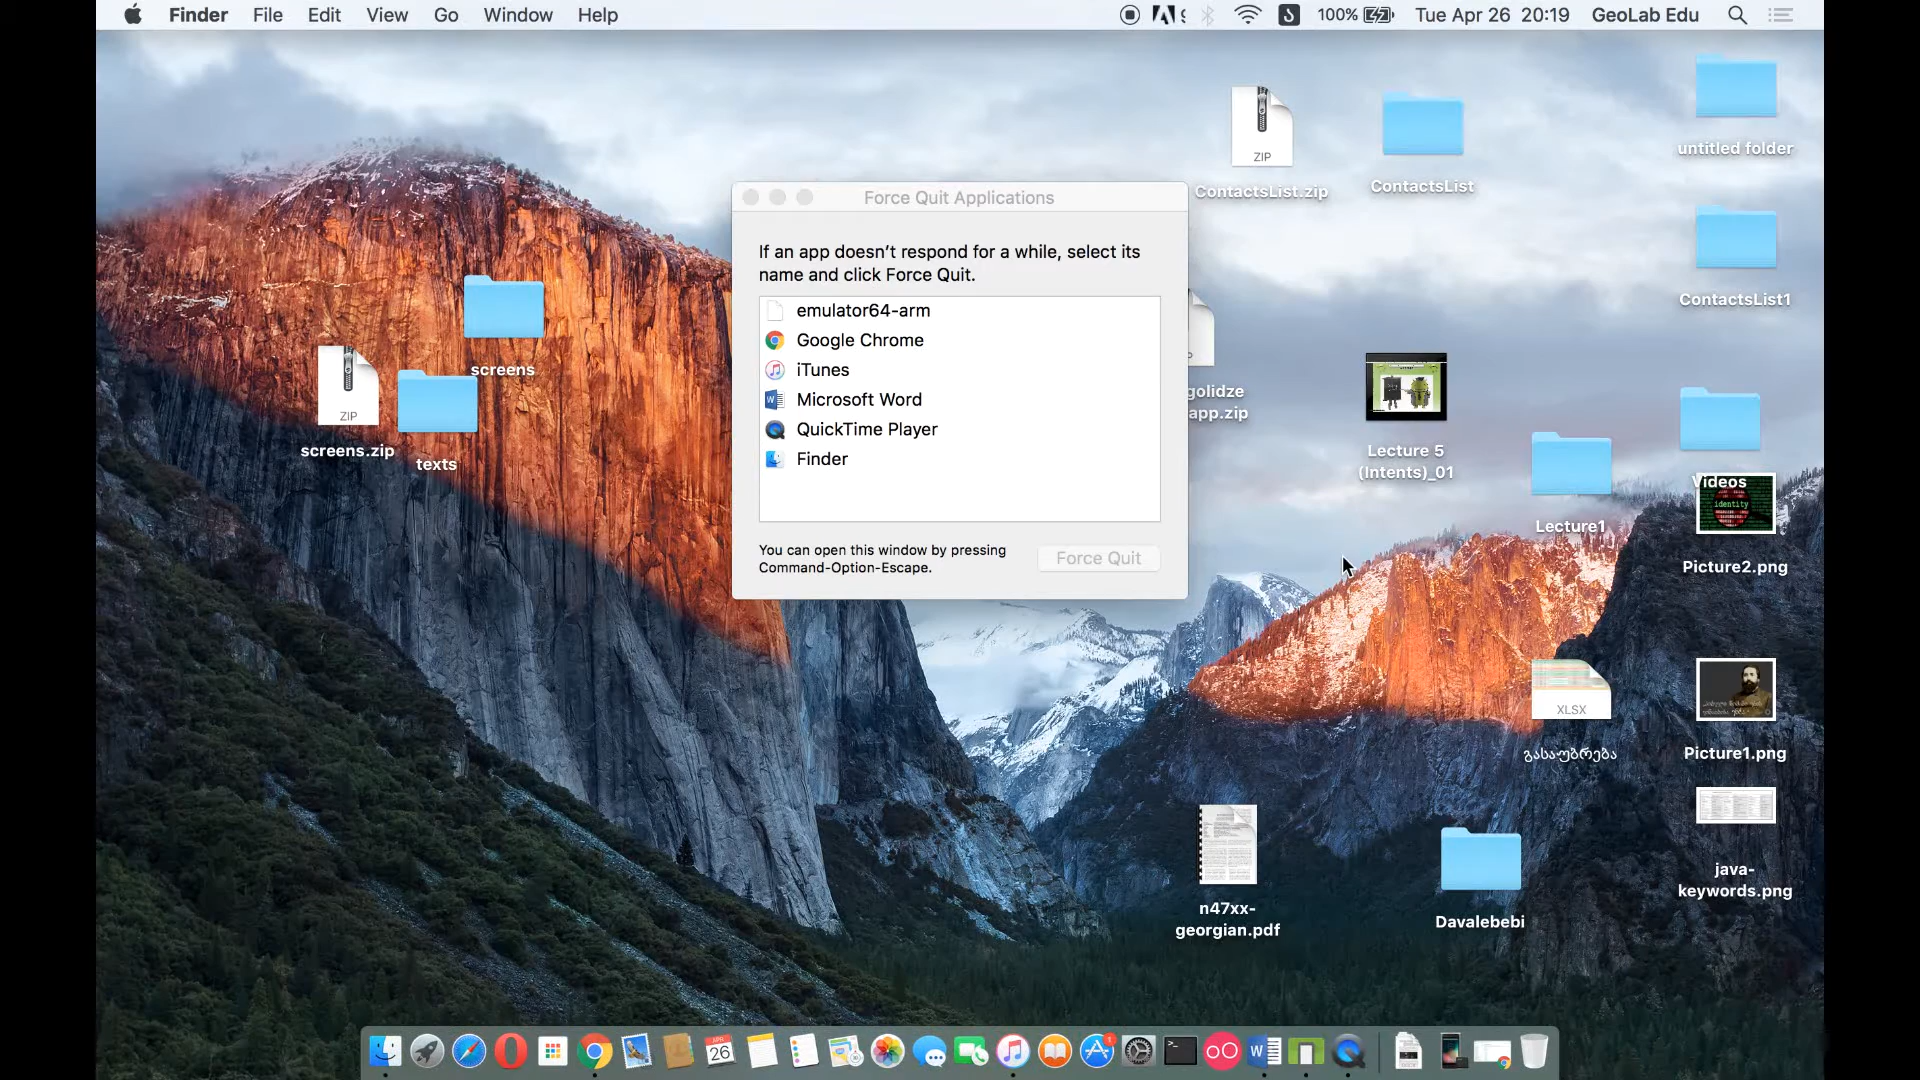 Finder File Edit View Go Window Help
100% Tue Apr 26 20:19 GeoLab Edu
untitled folder
ZIP
ContactsList.zip
ContactsList
ContactsList1
Force Quit Applications
If an app doesn't respond for a while, select its
name and click Force Quit.
emulator64-arm
Google Chrome
iTunes
Microsoft Word
QuickTime Player
Finder
You can open this window by pressing
Command-Option-Escape.
Force Quit
screens
ZIP
screens.zip
texts
golidze
app.zip
Lecture 5
(Intents)_01
Lecture1
Videos
identity
Picture2.png
XLSX
გასაუბრება
Picture1.png
java-
keywords.png
n47xx-
georgian.pdf
Davalebebi
APR
26
1